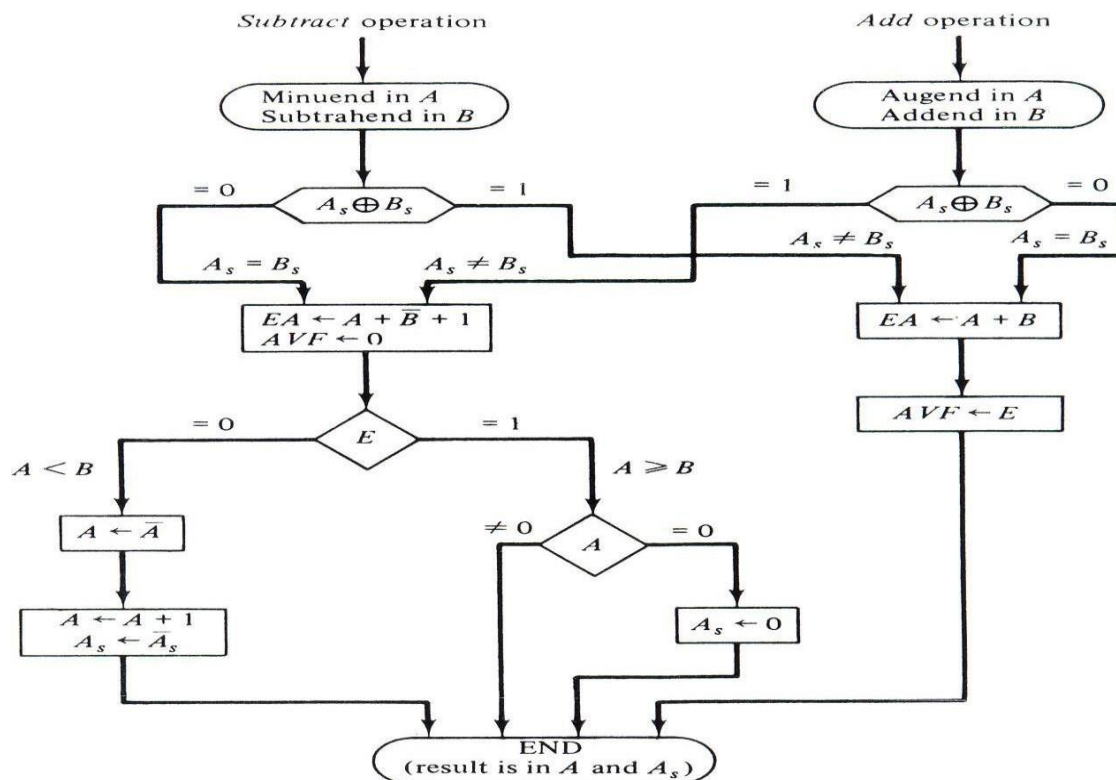 Subtract operation
Add operation
Minuend in A
Subtrahend in B
Augend in A
Addend in B
= 0
A_s ⊕ B_s
= 1
= 1
A_s ⊕ B_s
= 0
A_s = B_s
A_s ≠ B_s
A_s ≠ B_s
A_s = B_s
EA ← A + B̅ + 1
AVF ← 0
EA ← A + B
AVF ← E
= 0
E
= 1
A < B
A ⩾ B
A ← A̅
≠ 0
A
= 0
A ← A + 1
A_s ← A̅_s
A_s ← 0
END
(result is in A and A_s)